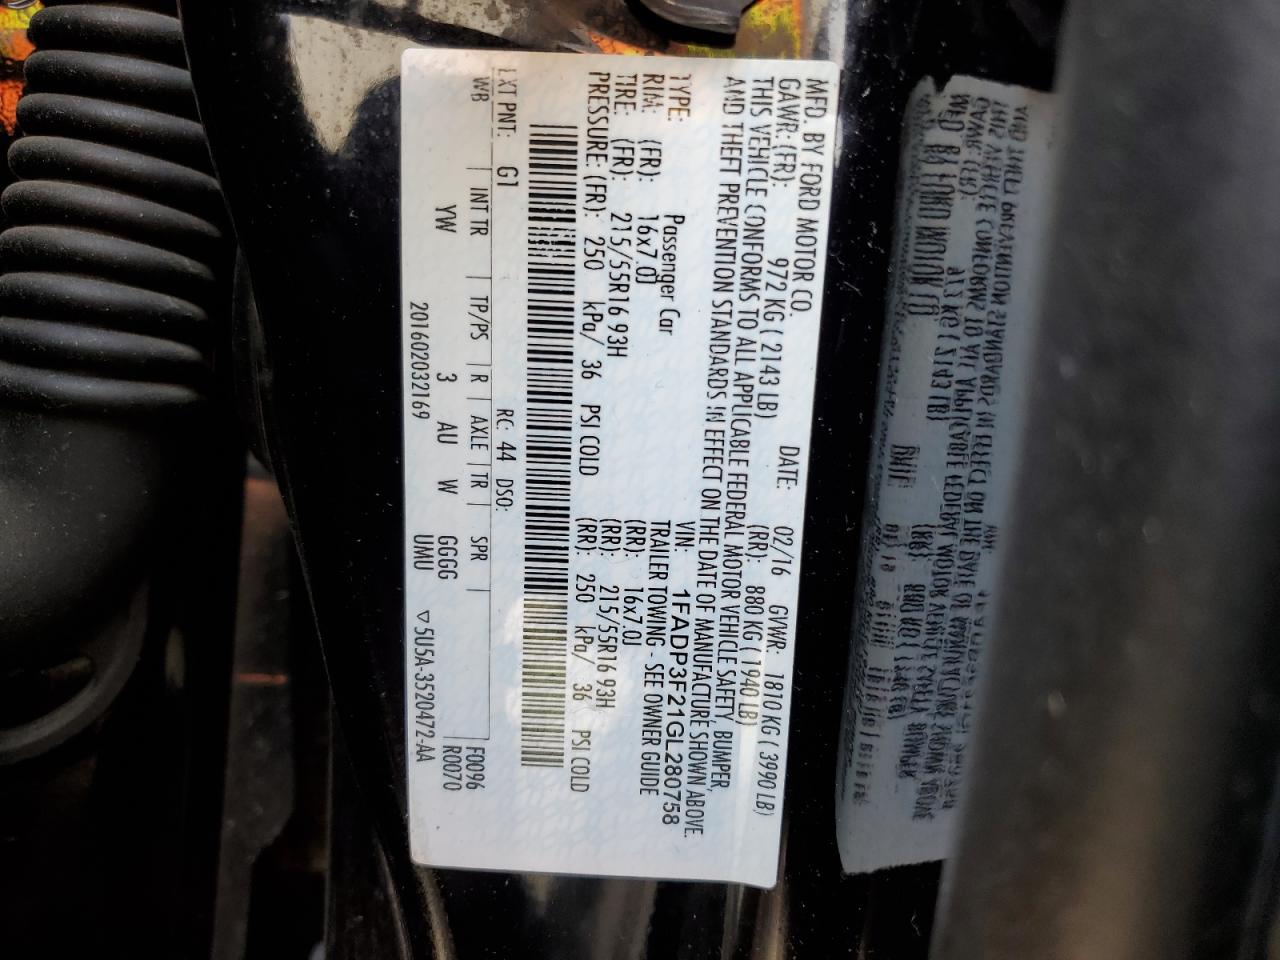 MFD. BY FORD MOTOR CO.
DATE: 02/16 GVWR: 1810 KG ( 3990 LB)
GAWR: (FR): 972 KG ( 2143 LB) (RR): 880 KG ( 1940 LB)
THIS VEHICLE CONFORMS TO ALL APPLICABLE FEDERAL MOTOR VEHICLE SAFETY, BUMPER,
AND THEFT PREVENTION STANDARDS IN EFFECT ON THE DATE OF MANUFACTURE SHOWN ABOVE.
VIN: 1FADP3F21GL280758
TYPE: Passenger Car TRAILER TOWING - SEE OWNER GUIDE
RIM: (FR): 16x7.0J (RR): 16x7.0J
TIRE: (FR): 215/55R16 93H (RR): 215/55R16 93H
PRESSURE: (FR): 250 kPa/ 36 PSI COLD (RR): 250 kPa/ 36 PSI COLD
EXT PNT: G1 RC: 44 DSO: F0096
WB INT TR TP/PS R AXLE TR SPR R0070
YW 3 AU W GGGG
UMU
201602032169 ▽5U5A-3520472-AA